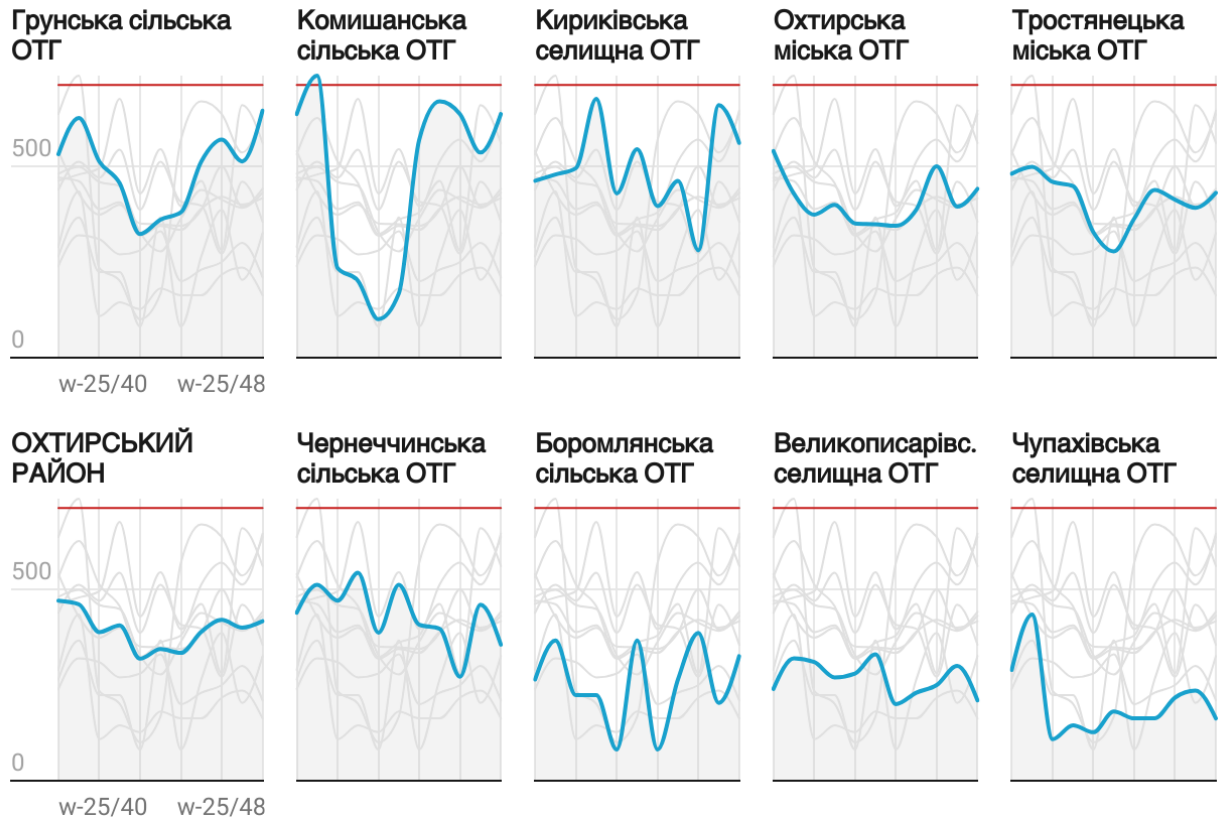 Грунська сільська
ОТГ
Комишанська
сільська ОТГ
Кириківська
селищна ОТГ
Охтирська
міська ОТГ
Тростянецька
міська ОТГ
500
0
w-25/40 w-25/48
ОХТИРСЬКИЙ
РАЙОН
Чернеччинська
сільська ОТГ
Боромлянська
сільська ОТГ
Великописарівс.
селищна ОТГ
Чупахівська
селищна ОТГ
500
0
w-25/40 w-25/48